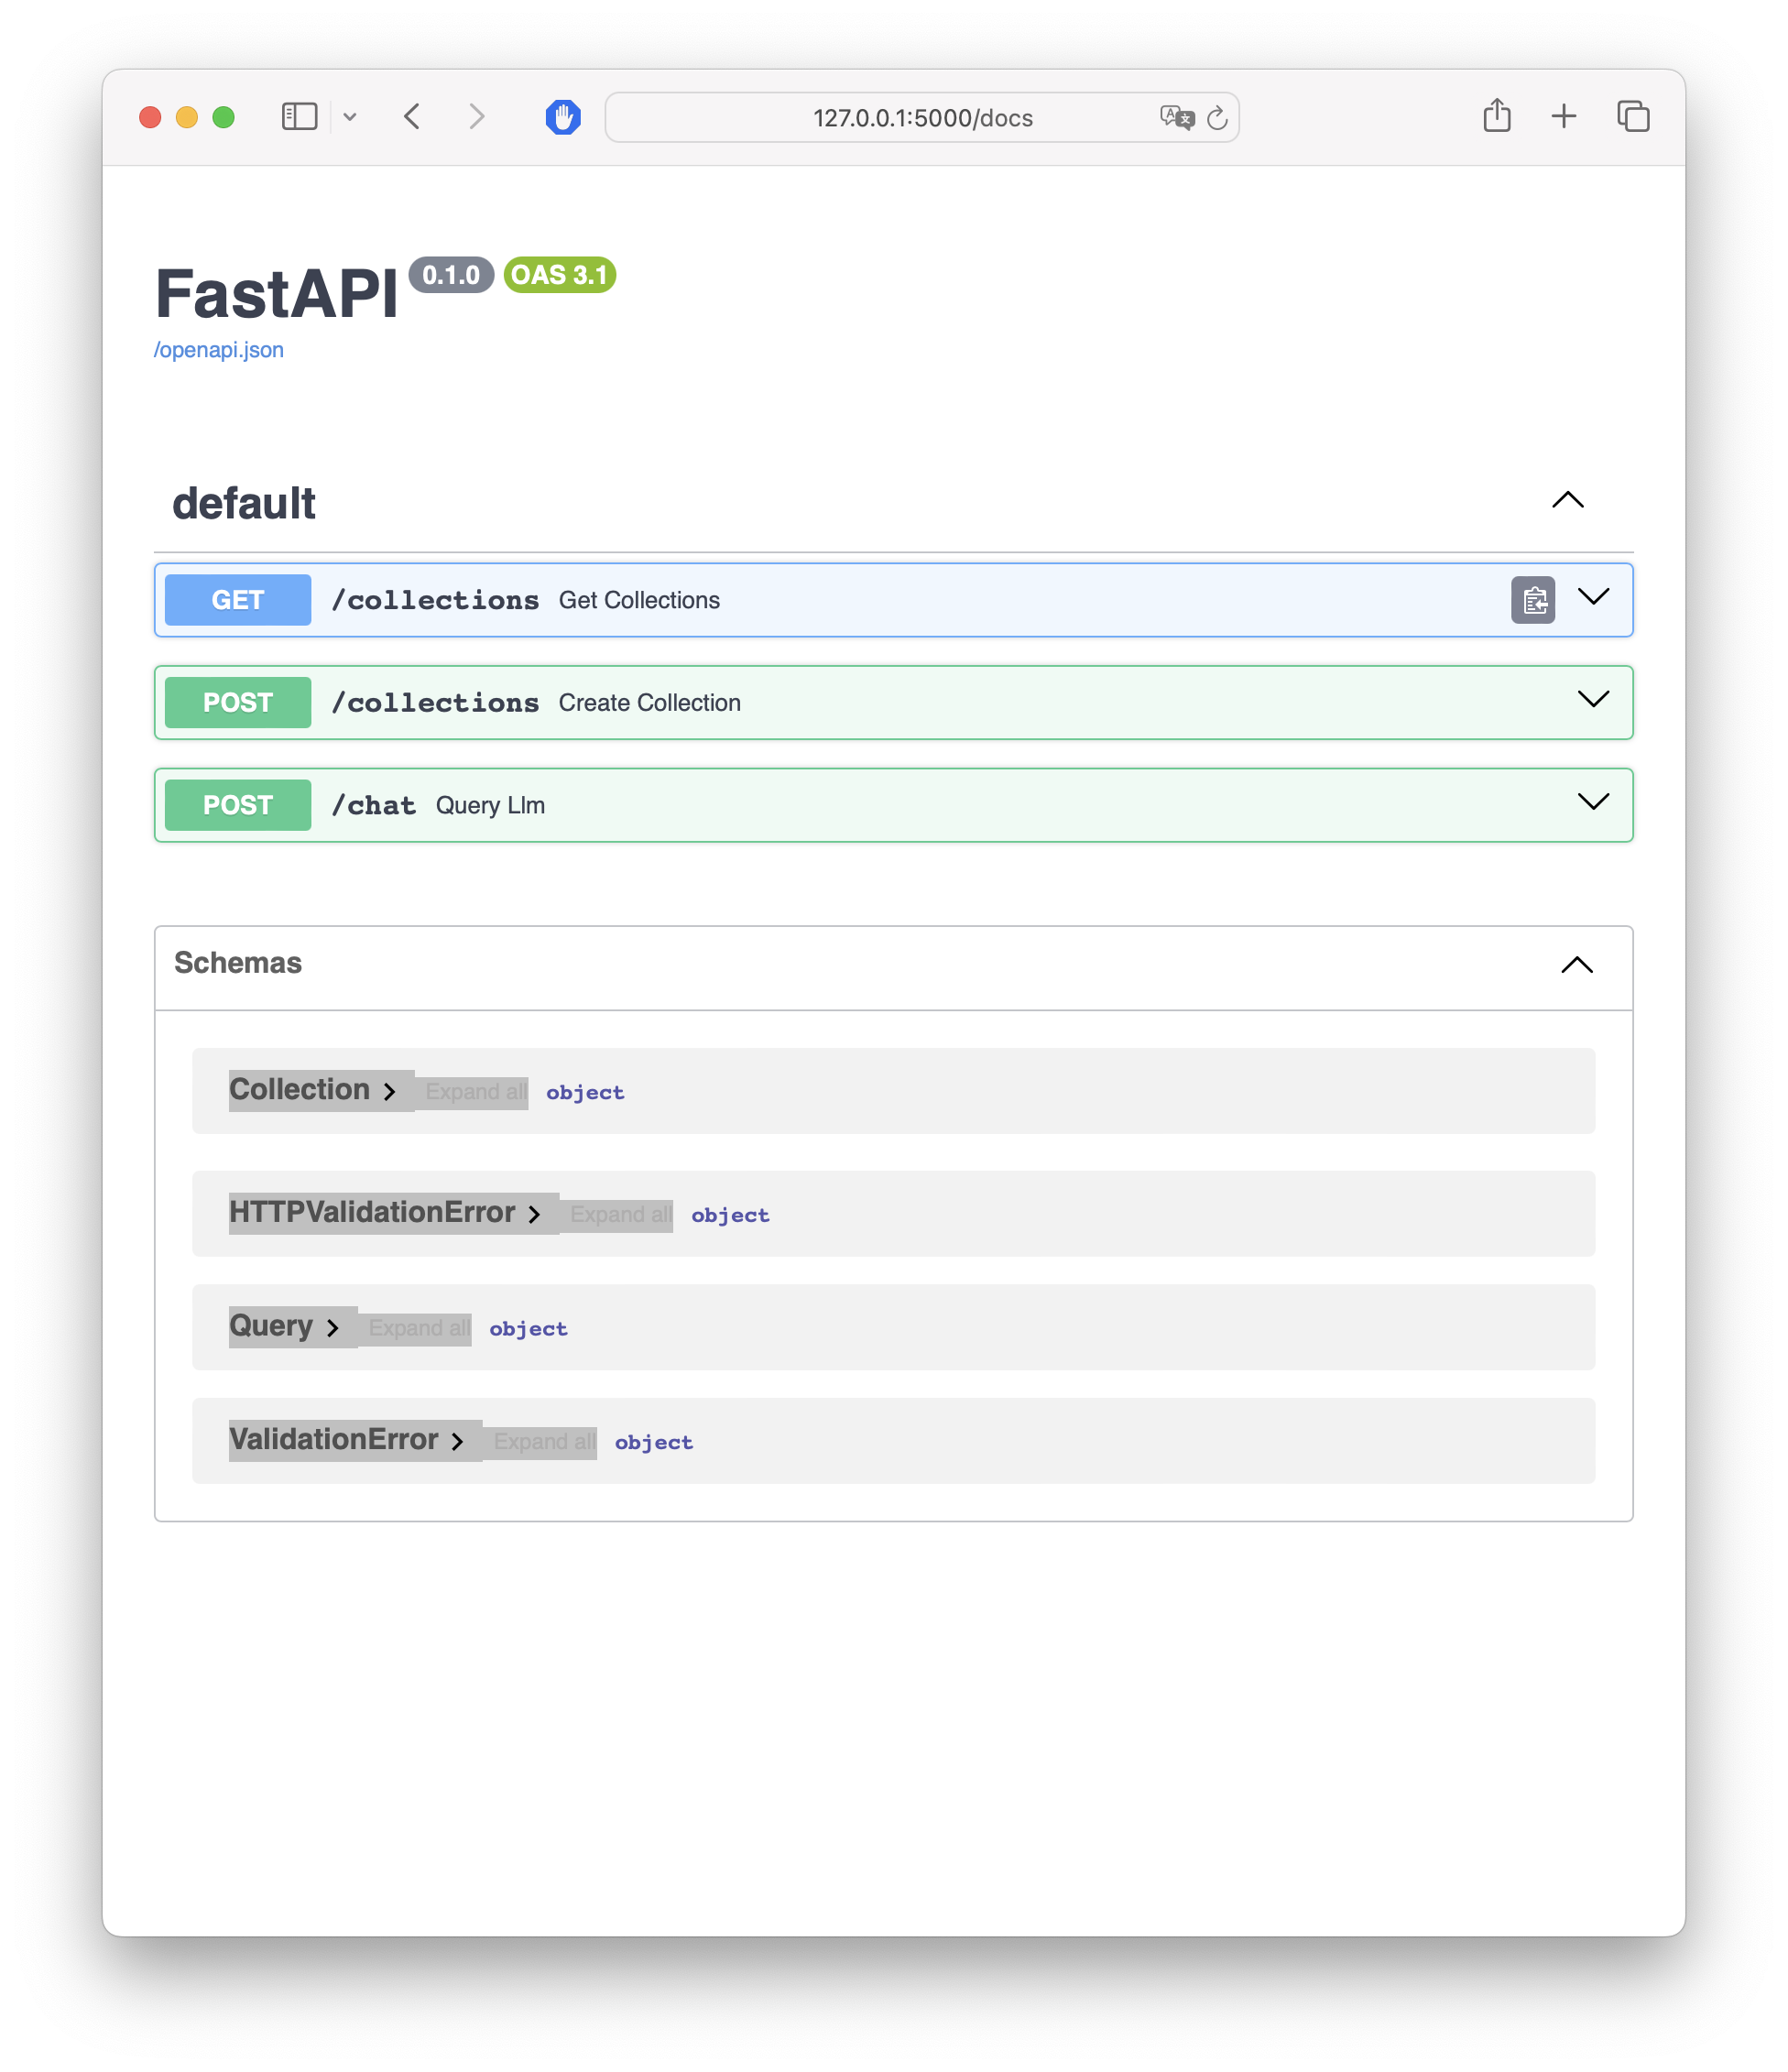 127.0.0.1:5000/docs
FastAPI 0.1.0 OAS 3.1
/openapi.json
default
GET /collections Get Collections
POST /collections Create Collection
POST /chat Query Llm
Schemas
Collection Expand all object
HTTPValidationError Expand all object
Query Expand all object
ValidationError Expand all object